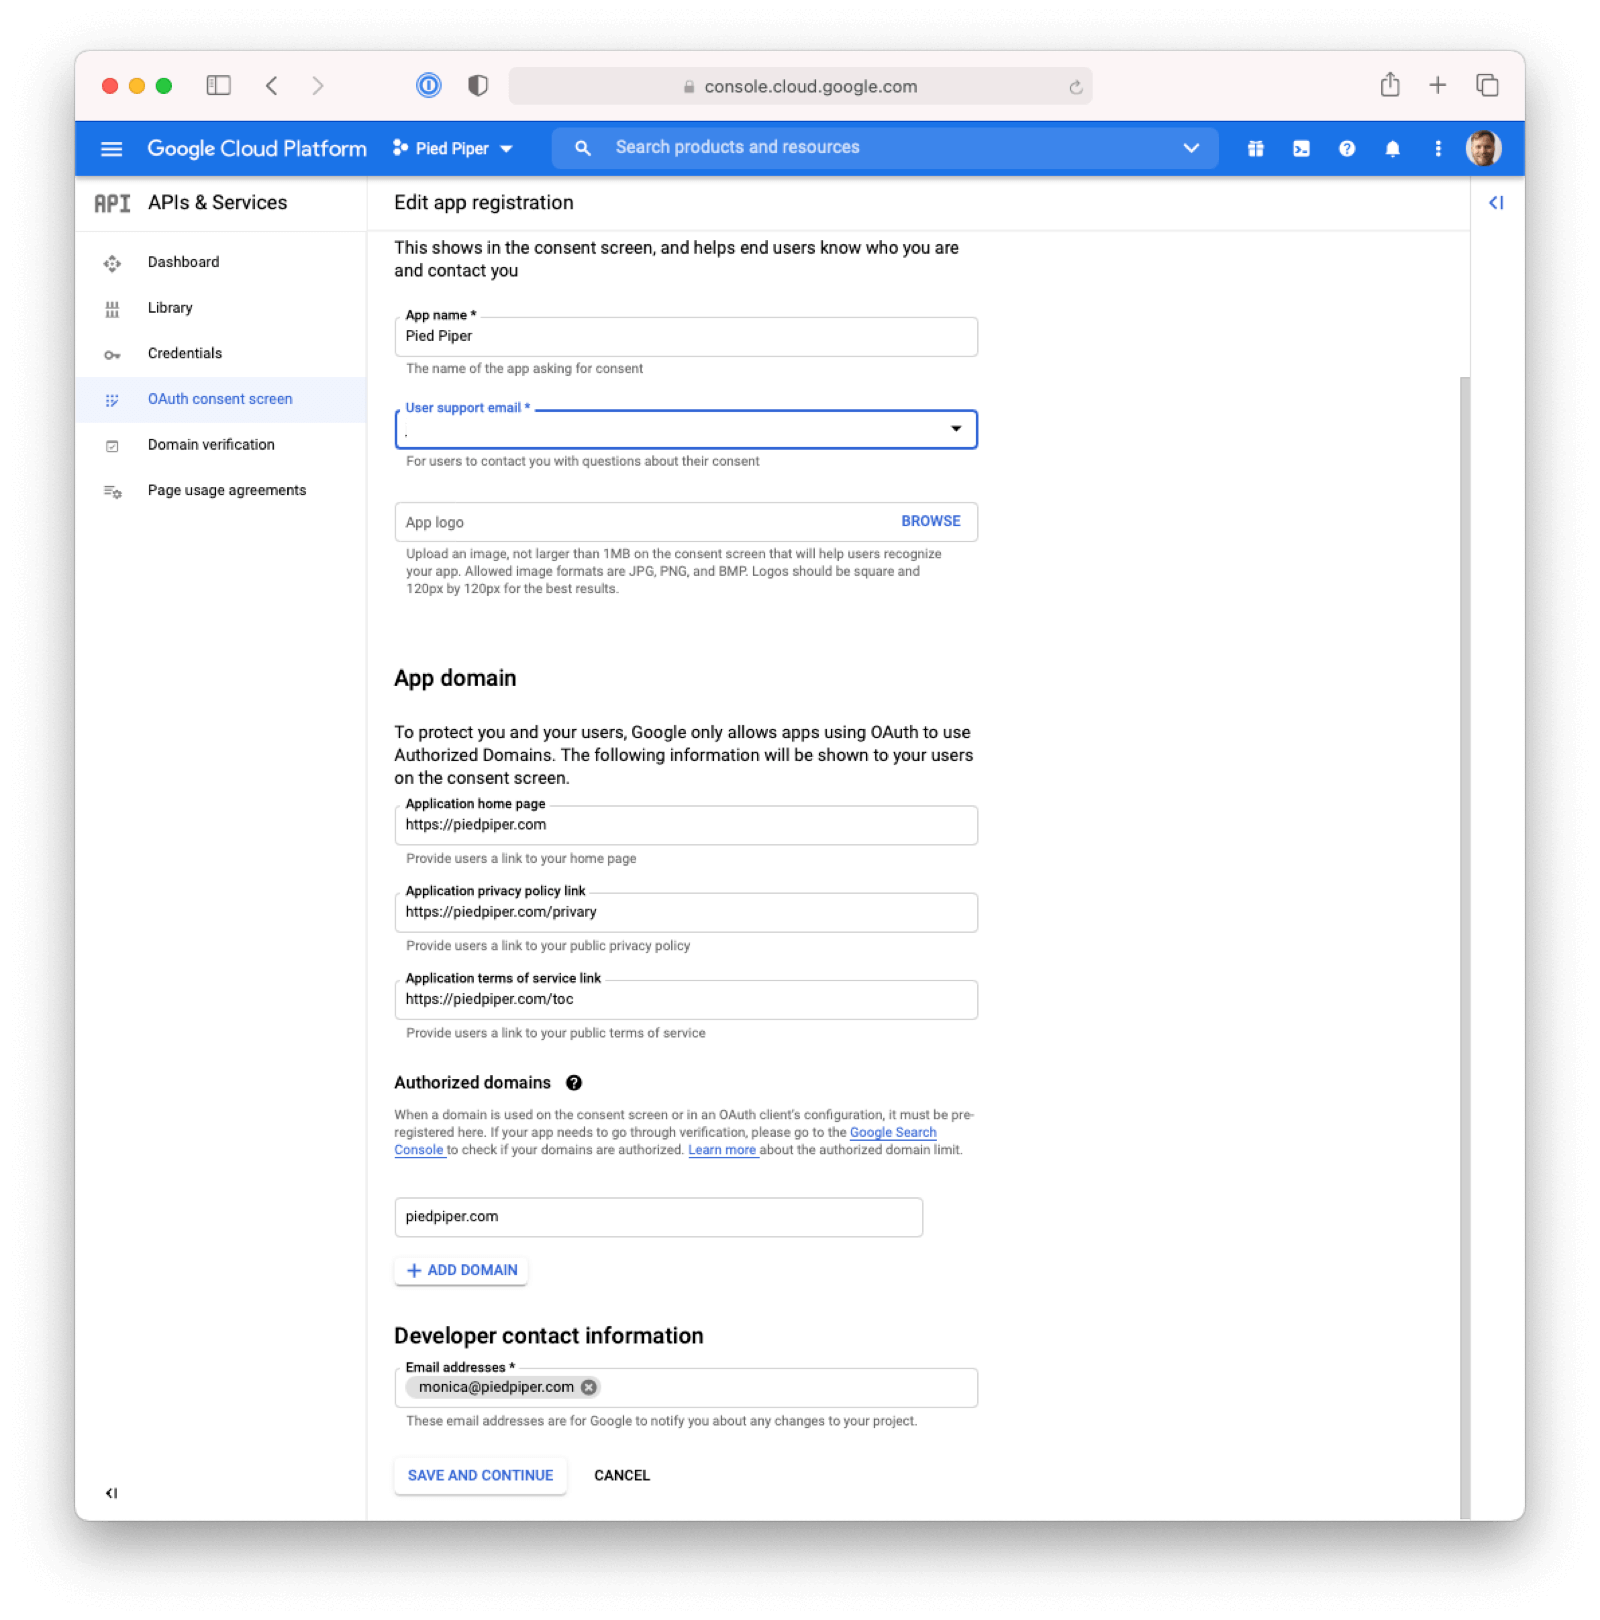 console.cloud.google.com
Google Cloud Platform
Pied Piper
Search products and resources
API APIs & Services
Edit app registration
Dashboard
Library
Credentials
OAuth consent screen
Domain verification
Page usage agreements
This shows in the consent screen, and helps end users know who you are
and contact you
App name *
Pied Piper
The name of the app asking for consent
User support email *
.
For users to contact you with questions about their consent
App logo
BROWSE
Upload an image, not larger than 1MB on the consent screen that will help users recognize
your app. Allowed image formats are JPG, PNG, and BMP. Logos should be square and
120px by 120px for the best results.
App domain
To protect you and your users, Google only allows apps using OAuth to use
Authorized Domains. The following information will be shown to your users
on the consent screen.
Application home page
https://piedpiper.com
Provide users a link to your home page
Application privacy policy link
https://piedpiper.com/privary
Provide users a link to your public privacy policy
Application terms of service link
https://piedpiper.com/toc
Provide users a link to your public terms of service
Authorized domains
When a domain is used on the consent screen or in an OAuth client's configuration, it must be pre-
registered here. If your app needs to go through verification, please go to the Google Search
Console to check if your domains are authorized. Learn more about the authorized domain limit.
piedpiper.com
ADD DOMAIN
Developer contact information
Email addresses *
monica@piedpiper.com
These email addresses are for Google to notify you about any changes to your project.
SAVE AND CONTINUE
CANCEL